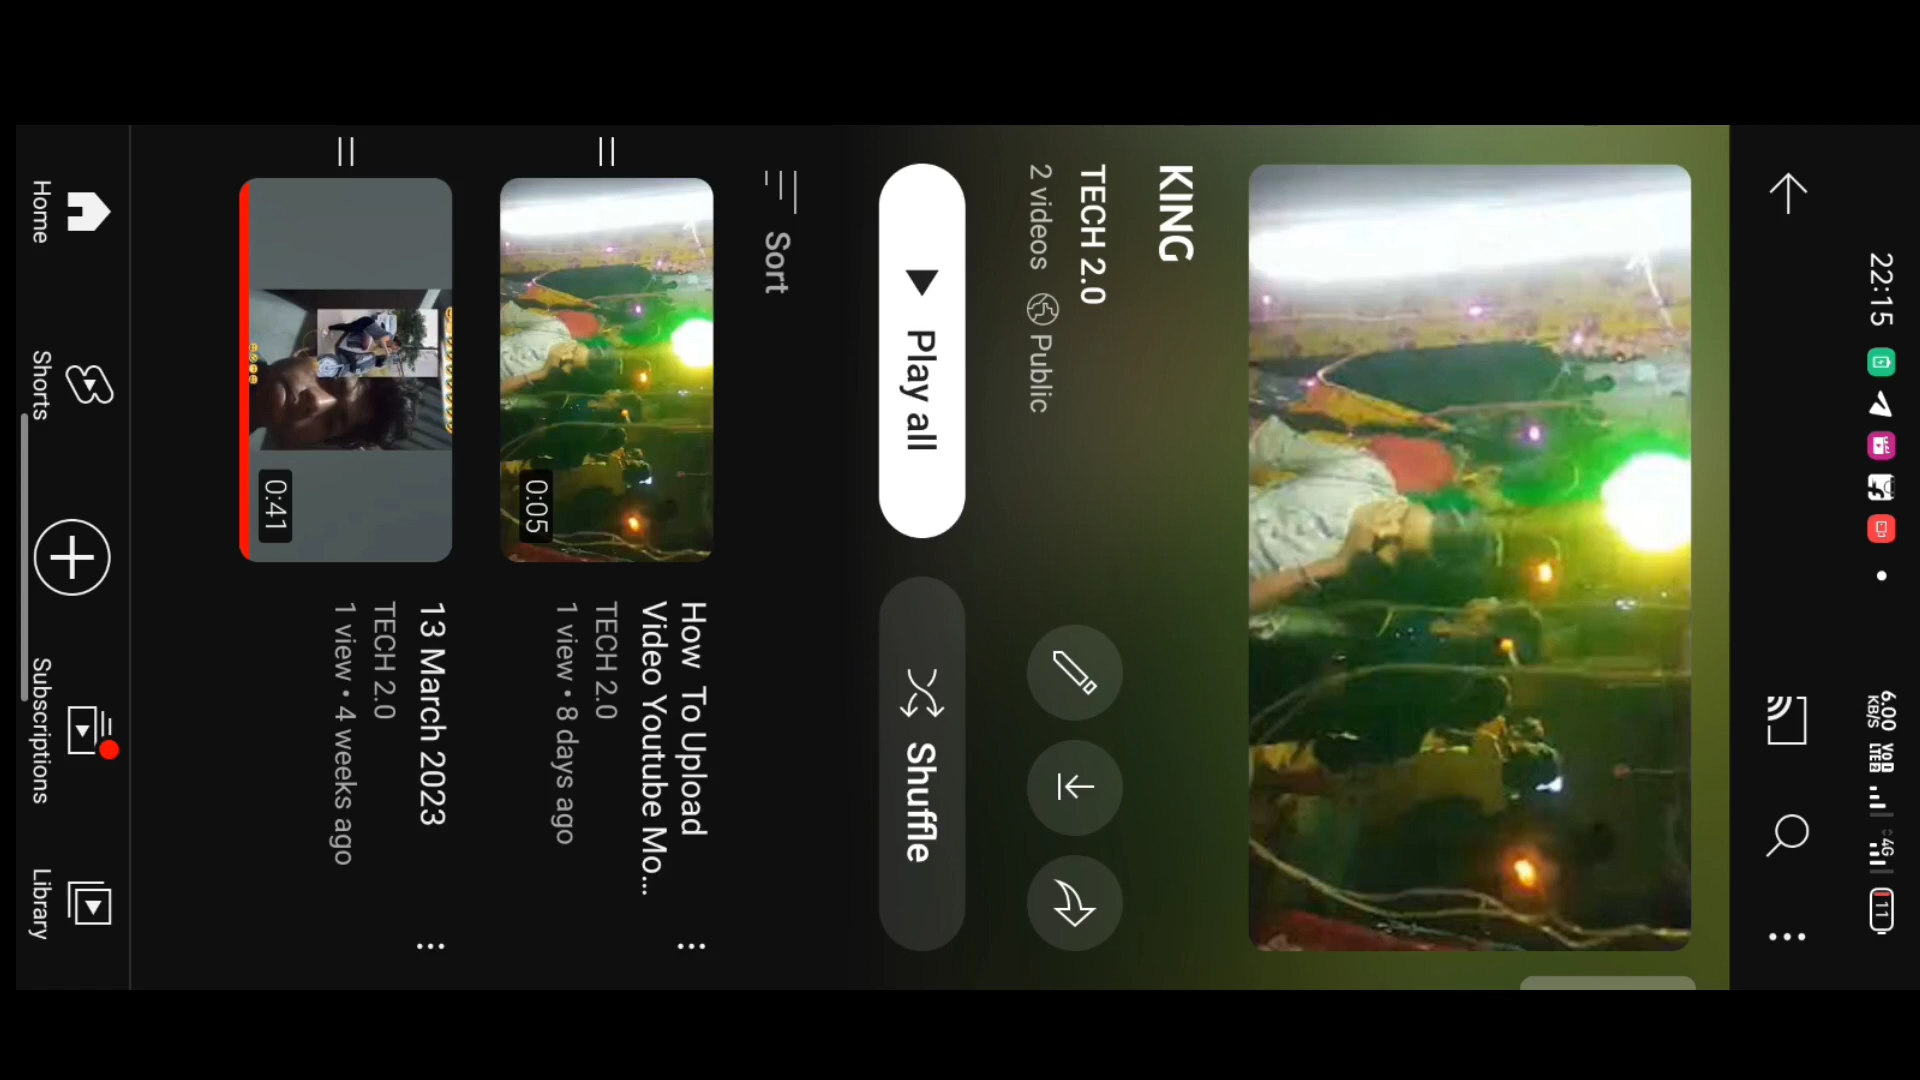 22:15
6.00
KB/S
VoD
LTE2
4G
11
KING
TECH 2.0
2 videos Public
Play all Shuffle
Sort
How To Upload
Video Youtube Mo...
TECH 2.0
1 view • 8 days ago
0:05
13 March 2023
TECH 2.0
1 view • 4 weeks ago
0:41
Home Shorts Subscriptions Library